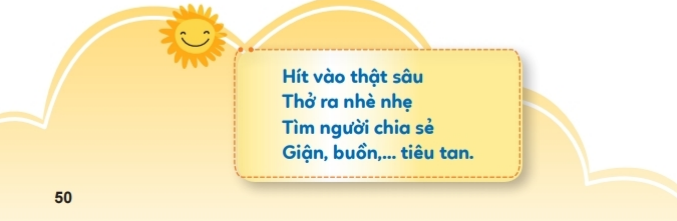 Hít vào thật sâu
Thở ra nhè nhẹ
Tìm người chia sẻ
Giận, buồn,... tiêu tan.
50